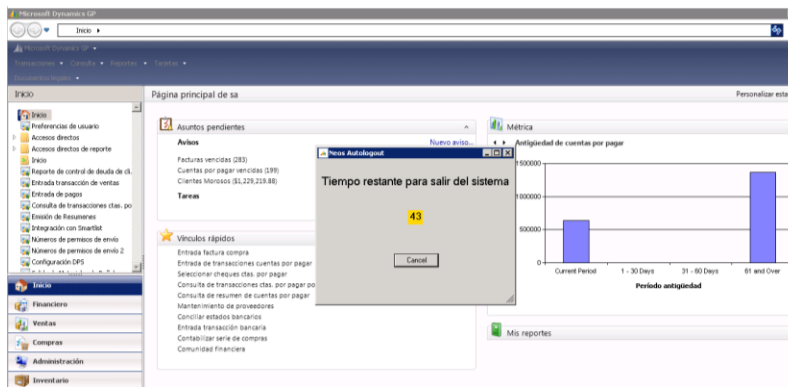 Microsoft Dynamics GP
Inicio
Microsoft Dynamics GP
Transacciones Consulta Reportes Tarjetas
Documentos legales
Inicio
Página principal de sa
Personalizar esta
Inicio
Preferencias de usuario
Accesos directos
Accesos directos de reporte
Inicio
Reporte de control de deuda de cli.
Entrada transacción de ventas
Entrada de pagos
Consulta de transacciones ctas. po
Emisión de Resumenes
Integración con Smartlist
Números de permisos de envío
Números de permisos de envío 2
Configuración DPS
Inicio
Financiero
Ventas
Compras
Administración
Inventario
Asuntos pendientes
Avisos
Nuevo aviso...
Facturas vencidas (283)
Cuentas por pagar vencidas (199)
Clientes Morosos ($1,229,219.88)
Tareas
Vínculos rápidos
Entrada factura compra
Entrada de transacciones cuentas por pagar
Seleccionar cheques ctas. por pagar
Consulta de transacciones ctas. por pagar po
Consulta de resumen de cuentas por pagar
Mantenimiento de proveedores
Conciliar estados bancarios
Entrada transacción bancaria
Contabilizar serie de compras
Comunidad Financiera
Neos Autologout
Tiempo restante para salir del sistema
43
Cancel
Métrica
Antigüedad de cuentas por pagar
1500000
1000000
500000
0
Current Period
1 - 30 Days
31 - 60 Days
61 and Over
Período antigüedad
Mis reportes